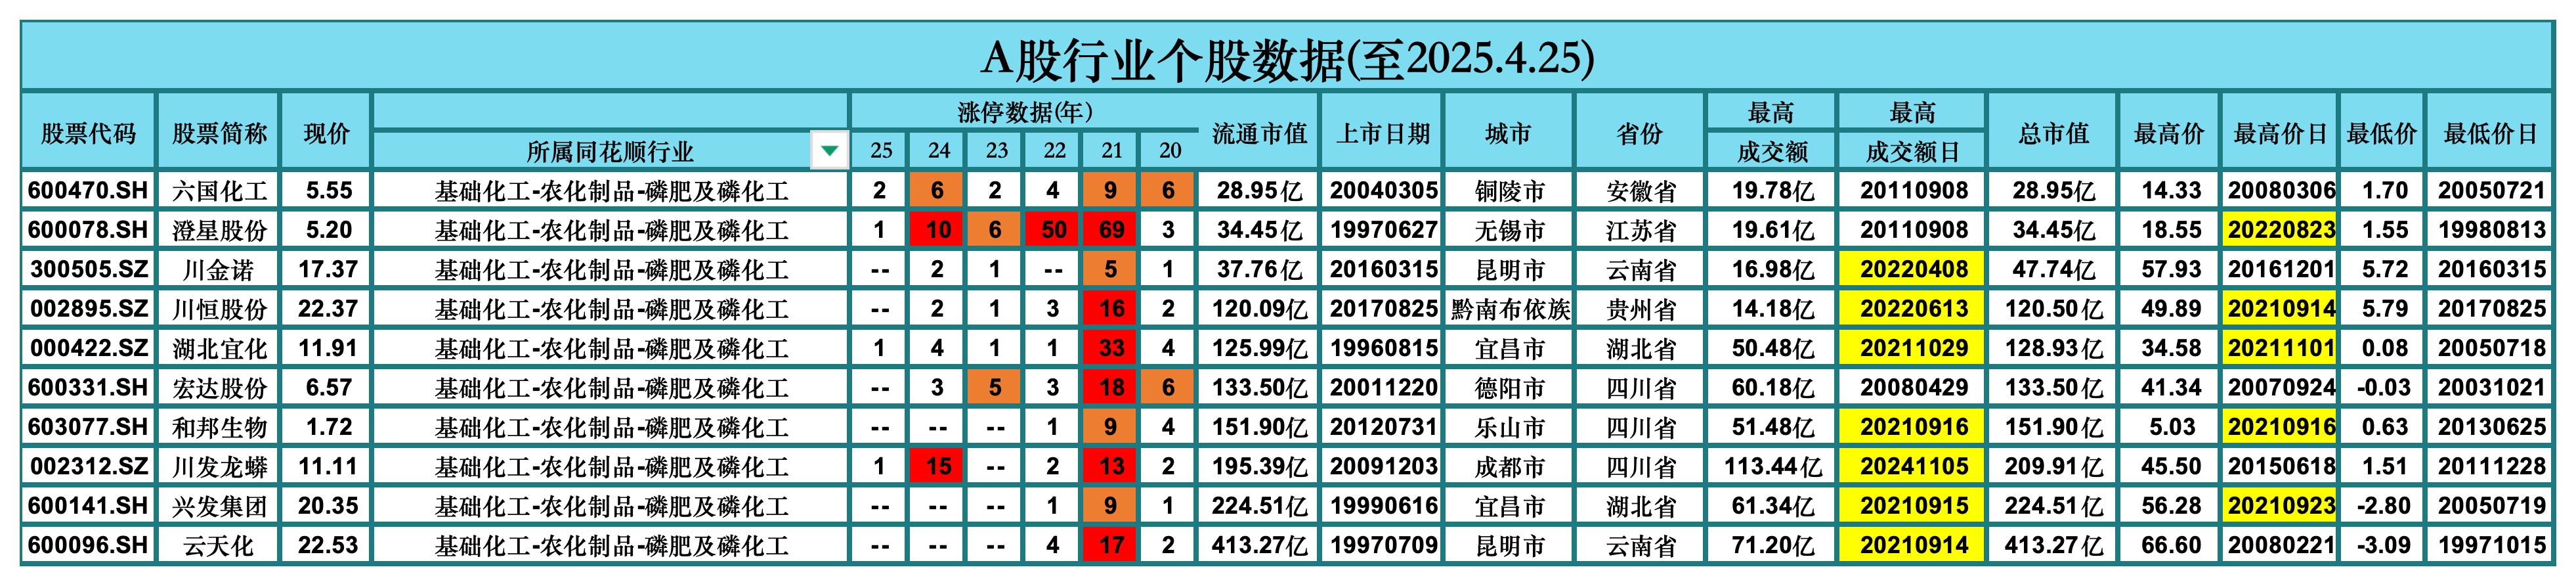 A股行业个股数据(至2025.4.25)
股票代码 股票简称 现价 所属同花顺行业 涨停数据(年) 25 24 23 22 21 20 流通市值 上市日期 城市 省份 最高成交额 最高成交额日 总市值 最高价 最高价日 最低价 最低价日
600470.SH 六国化工 5.55 基础化工-农化制品-磷肥及磷化工 2 6 2 4 9 6 28.95亿 20040305 铜陵市 安徽省 19.78亿 20110908 28.95亿 14.33 20080306 1.70 20050721
600078.SH 澄星股份 5.20 基础化工-农化制品-磷肥及磷化工 1 10 6 50 69 3 34.45亿 19970627 无锡市 江苏省 19.61亿 20110908 34.45亿 18.55 20220823 1.55 19980813
300505.SZ 川金诺 17.37 基础化工-农化制品-磷肥及磷化工 -- 2 1 -- 5 1 37.76亿 20160315 昆明市 云南省 16.98亿 20220408 47.74亿 57.93 20161201 5.72 20160315
002895.SZ 川恒股份 22.37 基础化工-农化制品-磷肥及磷化工 -- 2 1 3 16 2 120.09亿 20170825 黔南布依族 贵州省 14.18亿 20220613 120.50亿 49.89 20210914 5.79 20170825
000422.SZ 湖北宜化 11.91 基础化工-农化制品-磷肥及磷化工 1 4 1 1 33 4 125.99亿 19960815 宜昌市 湖北省 50.48亿 20211029 128.93亿 34.58 20211101 0.08 20050718
600331.SH 宏达股份 6.57 基础化工-农化制品-磷肥及磷化工 -- 3 5 3 18 6 133.50亿 20011220 德阳市 四川省 60.18亿 20080429 133.50亿 41.34 20070924 -0.03 20031021
603077.SH 和邦生物 1.72 基础化工-农化制品-磷肥及磷化工 -- -- -- 1 9 4 151.90亿 20120731 乐山市 四川省 51.48亿 20210916 151.90亿 5.03 20210916 0.63 20130625
002312.SZ 川发龙蟒 11.11 基础化工-农化制品-磷肥及磷化工 1 15 -- 2 13 2 195.39亿 20091203 成都市 四川省 113.44亿 20241105 209.91亿 45.50 20150618 1.51 20111228
600141.SH 兴发集团 20.35 基础化工-农化制品-磷肥及磷化工 -- -- -- 1 9 1 224.51亿 19990616 宜昌市 湖北省 61.34亿 20210915 224.51亿 56.28 20210923 -2.80 20050719
600096.SH 云天化 22.53 基础化工-农化制品-磷肥及磷化工 -- -- -- 4 17 2 413.27亿 19970709 昆明市 云南省 71.20亿 20210914 413.27亿 66.60 20080221 -3.09 19971015